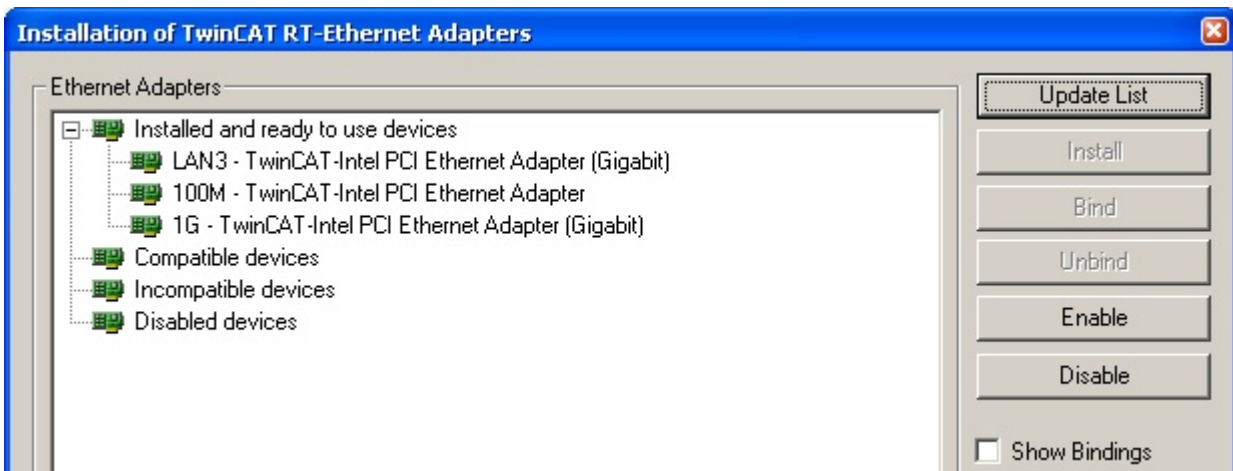 Installation of TwinCAT RT-Ethernet Adapters
Ethernet Adapters
Installed and ready to use devices
LAN3 - TwinCAT-Intel PCI Ethernet Adapter (Gigabit)
100M - TwinCAT-Intel PCI Ethernet Adapter
1G - TwinCAT-Intel PCI Ethernet Adapter (Gigabit)
Compatible devices
Incompatible devices
Disabled devices
Update List
Install
Bind
Unbind
Enable
Disable
Show Bindings